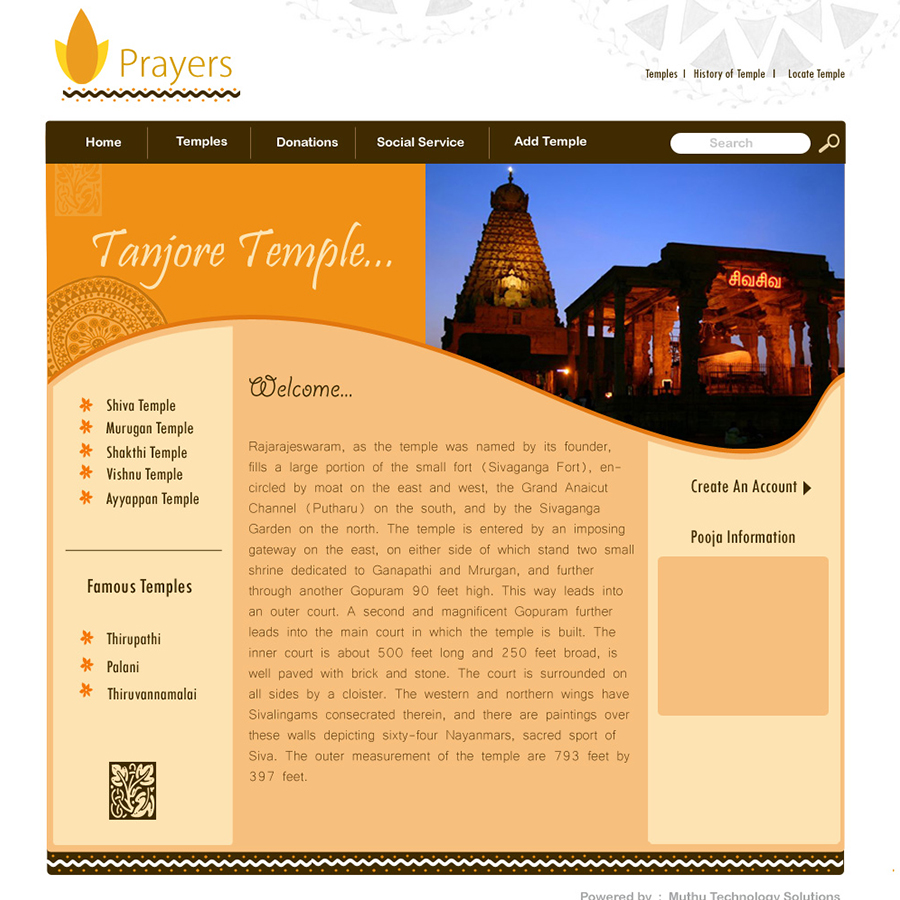 Prayers
Temples | History of Temple | Locate Temple
Home Temples Donations Social Service Add Temple Search
Tanjore Temple...
சிவசிவ
Welcome...
Shiva Temple
Murugan Temple
Shakthi Temple
Vishnu Temple
Ayyappan Temple
Famous Temples
Thirupathi
Palani
Thiruvannamalai
Rajarajeswaram, as the temple was named by its founder,
fills a large portion of the small fort (Sivaganga Fort), en-
circled by moat on the east and west, the Grand Anaicut
Channel (Putharu) on the south, and by the Sivaganga
Garden on the north. The temple is entered by an imposing
gateway on the east, on either side of which stand two small
shrine dedicated to Ganapathi and Mrurgan, and further
through another Gopuram 90 feet high. This way leads into
an outer court. A second and magnificent Gopuram further
leads into the main court in which the temple is built. The
inner court is about 500 feet long and 250 feet broad, is
well paved with brick and stone. The court is surrounded on
all sides by a cloister. The western and northern wings have
Sivalingams consecrated therein, and there are paintings over
these walls depicting sixty-four Nayanmars, sacred sport of
Siva. The outer measurement of the temple are 793 feet by
397 feet.
Create An Account
Pooja Information
Powered by : Muthu Technology Solutions